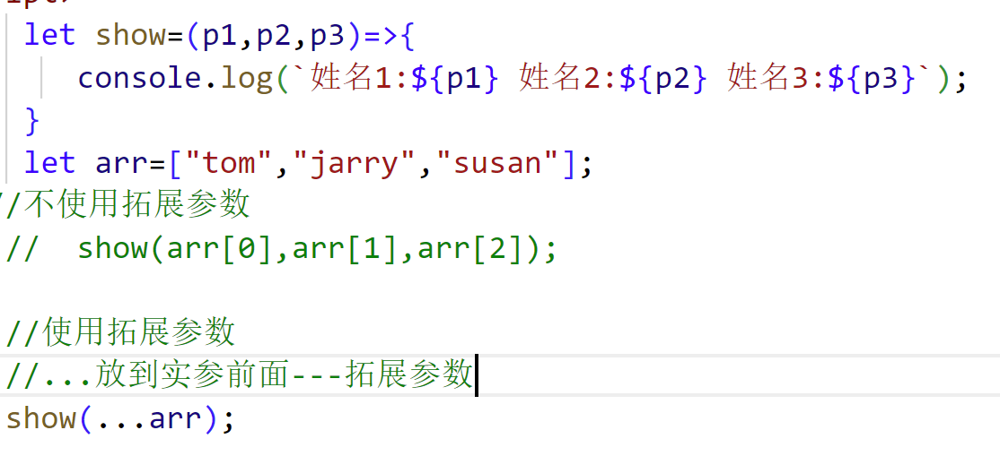 let show=(p1,p2,p3)=>{
console.log(`姓名1:${p1} 姓名2:${p2} 姓名3:${p3}`);
}
let arr=["tom","jarry","susan"];
//不使用拓展参数
// show(arr[0],arr[1],arr[2]);
//使用拓展参数
//...放到实参前面---拓展参数
show(...arr);